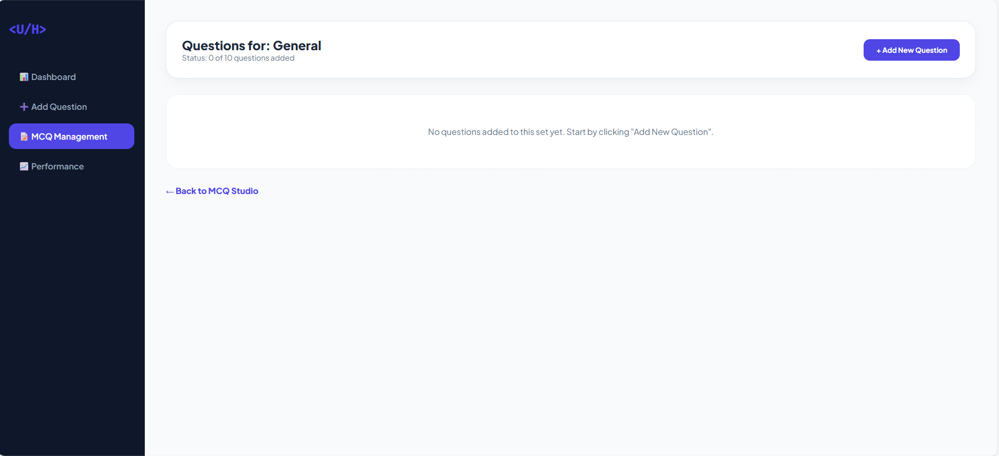 <U/H>
Dashboard
Add Question
MCQ Management
Performance
Questions for: General
Status: 0 of 10 questions added
+ Add New Question
No questions added to this set yet. Start by clicking "Add New Question".
← Back to MCQ Studio